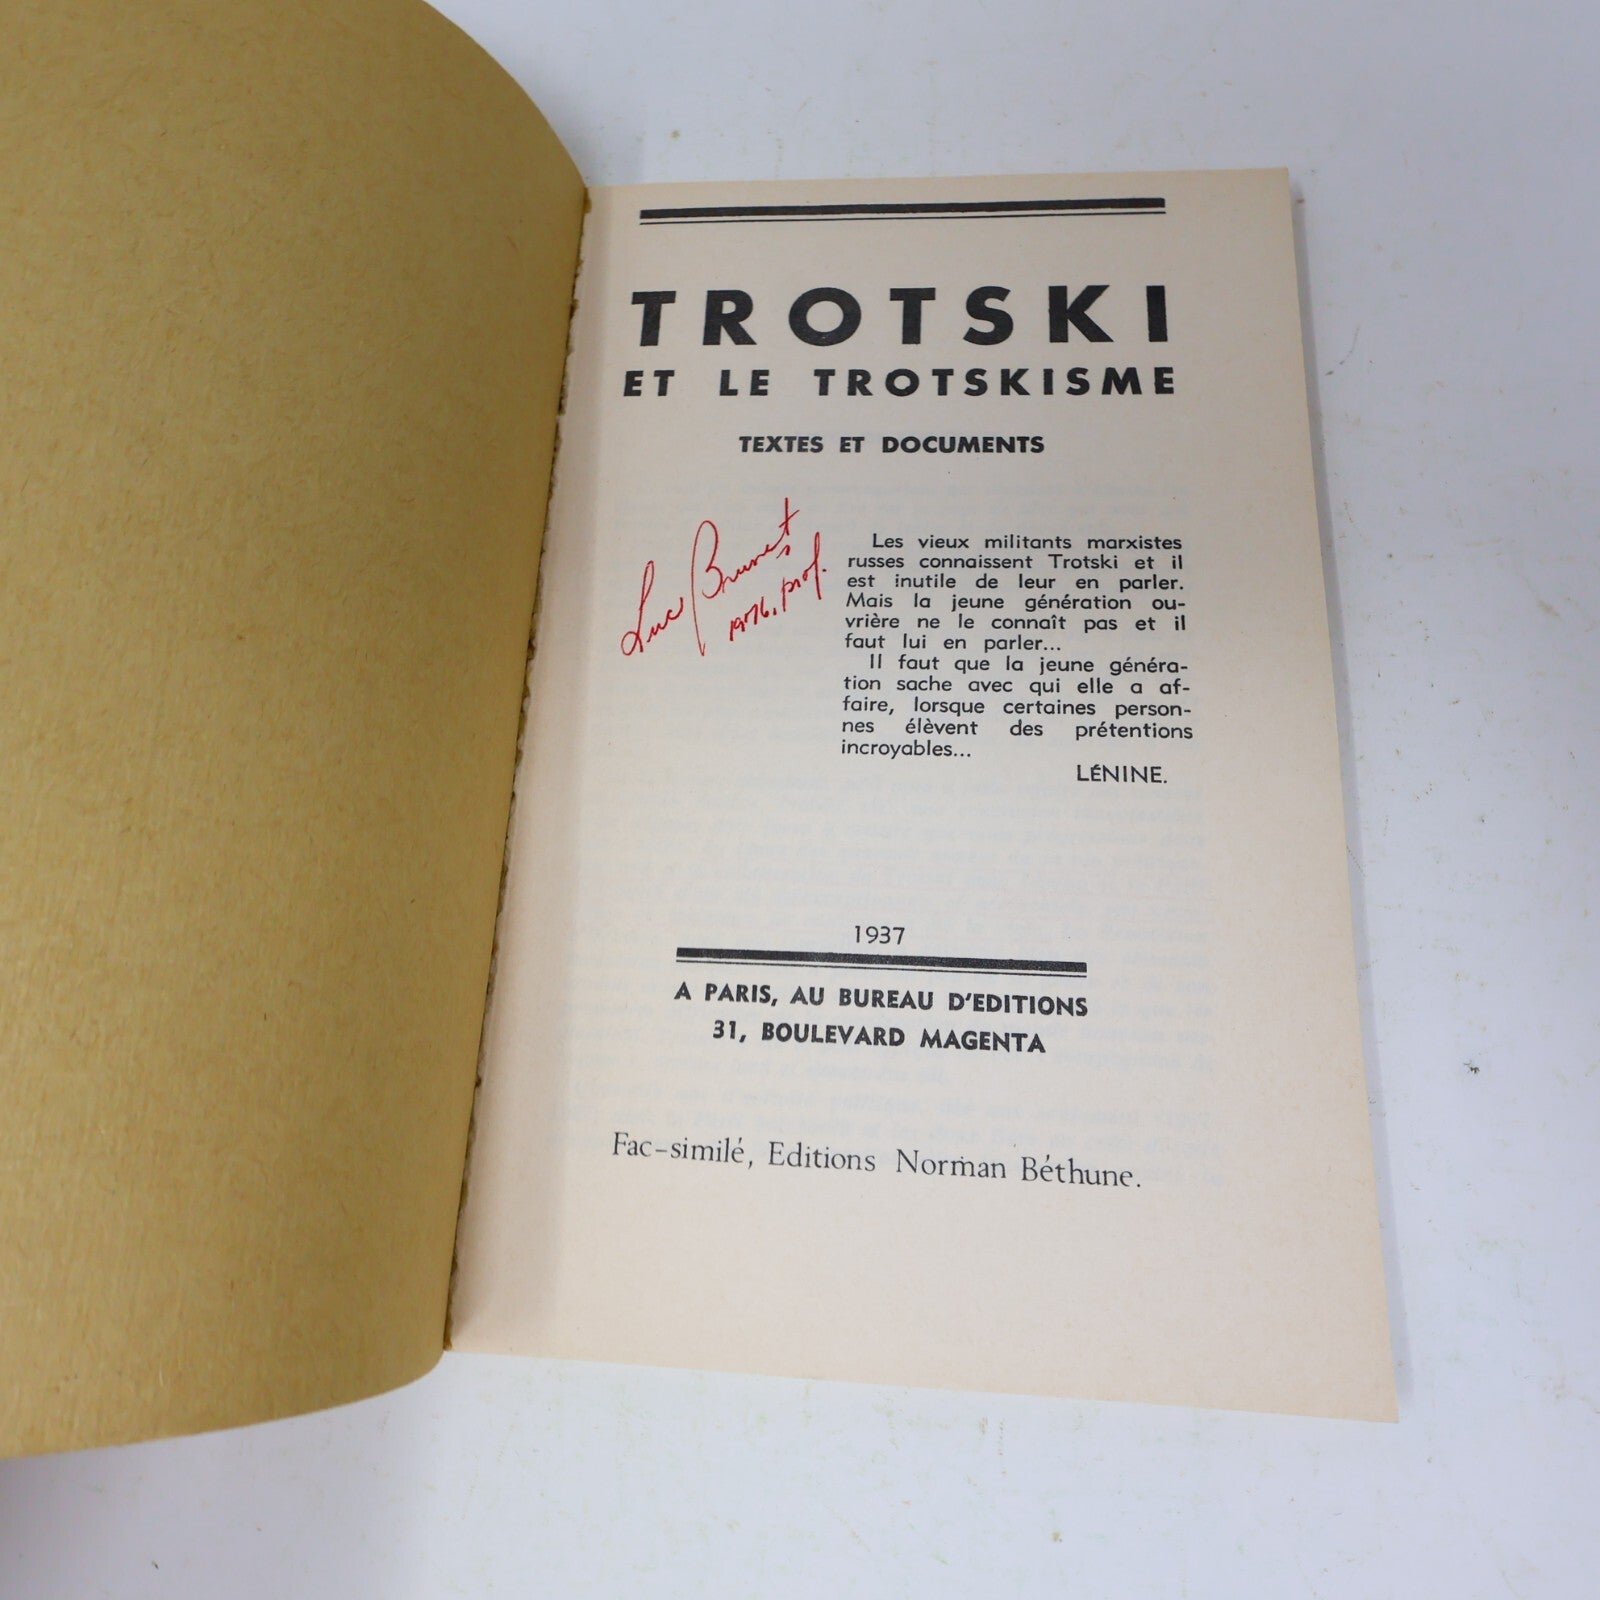 TROTSKI
ET LE TROTSKISME
TEXTES ET DOCUMENTS
Luc Brunet
1976, prof.
Les vieux militants marxistes
russes connaissent Trotski et il
est inutile de leur en parler.
Mais la jeune génération ou-
vrière ne le connaît pas et il
faut lui en parler...
Il faut que la jeune généra-
tion sache avec qui elle a af-
faire, lorsque certaines person-
nes élèvent des prétentions
incroyables...
LÉNINE.
1937
A PARIS, AU BUREAU D'EDITIONS
31, BOULEVARD MAGENTA
Fac-similé, Editions Norman Béthune.